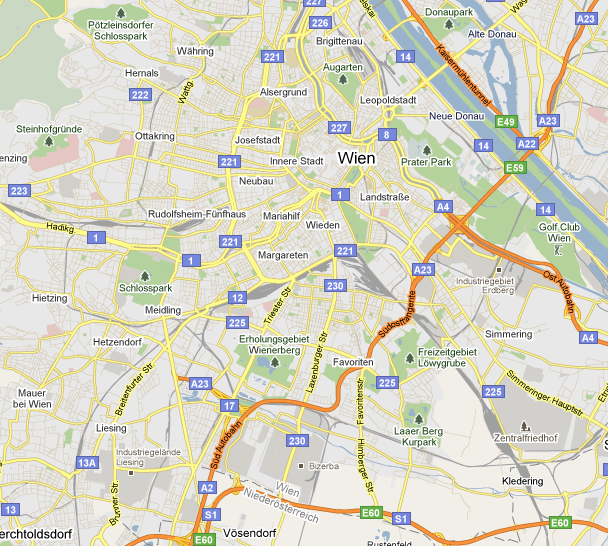 Pötzleinsdorfer
Schlosspark
Währing
Hernals
222
Wattg.
Steinhofgründe
Ottakring
enzing
223
221
227
226
Brigittenau
Augarten
Alsergrund
Leopoldstadt
Donaupark
Alte Donau
A23
14
Kaisermühlentunnel
Neue Donau
E49
A23
A22
E59
8
227
14
Josefstadt
Innere Stadt
Wien
Prater Park
221
Neubau
1
Landstraße
A4
14
Golf Club
Wien
Rudolfsheim-Fünfhaus
Mariahilf
Wieden
Hadikg
1
1
221
Margareten
221
A23
Industriegebiet
Erdberg
Ost Autobahn
A4
Schlosspark
Hietzing
Meidling
12
230
225
Triester Str
Südosttangente
Hetzendorf
Erholungsgebiet
Wienerberg
Laxenburger Str
Favoriten
Freizeitgebiet
Löwygrube
Simmering
225
225
Simmeringer Hauptstr
Mauer
bei Wien
Breitenfurter Str
A23
17
Favoritenstr
Liesing
Süd Autobahn
230
Laaer Berg
Kurpark
Zentralfriedhof
13A
Industriegelände
Liesing
Bizerba
Himberger Str
Kledering
13
Brunner Str
A2
Wien
Niederösterreich
S1
E60
S1
E60
erchtoldsdorf
E60
Vösendorf
Rustenfeld